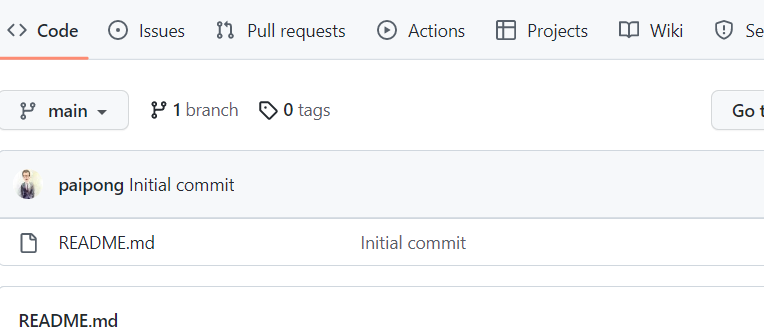 Code Issues Pull requests Actions Projects Wiki
main 1 branch 0 tags Go
paipong Initial commit
README.md Initial commit
README.md